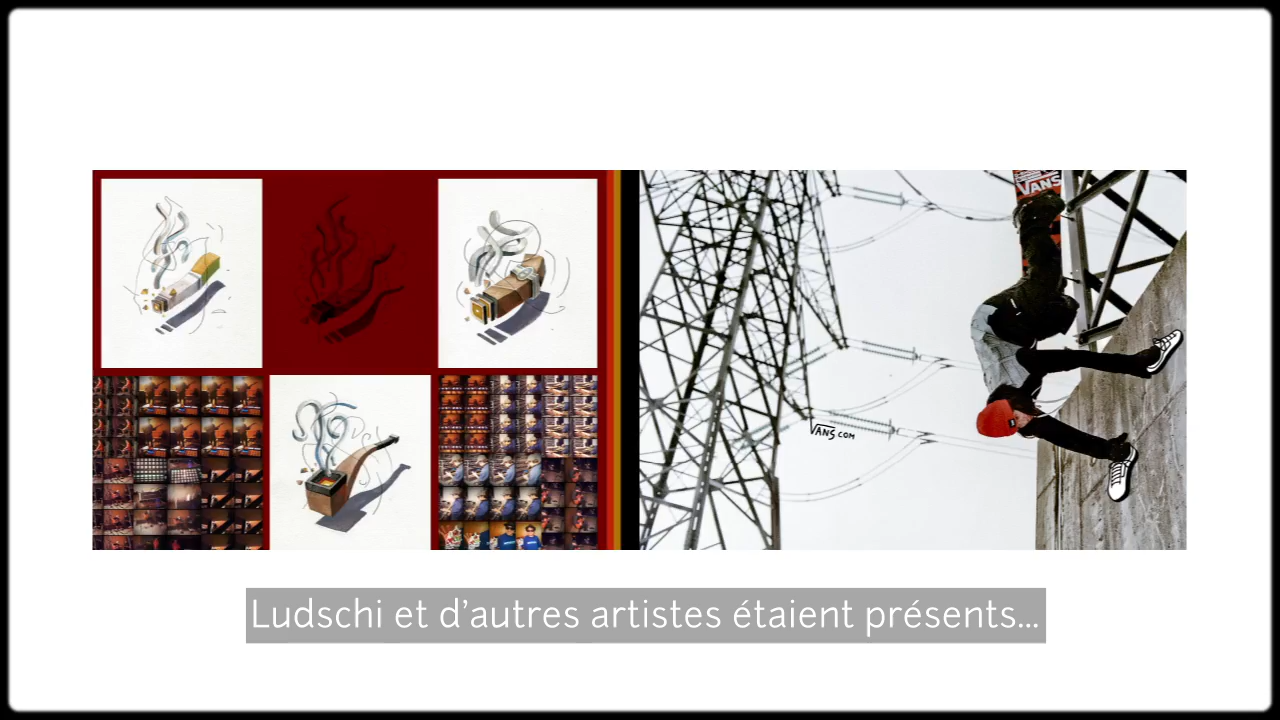 VANS
VANS.COM
Ludschi et d’autres artistes étaient présents...